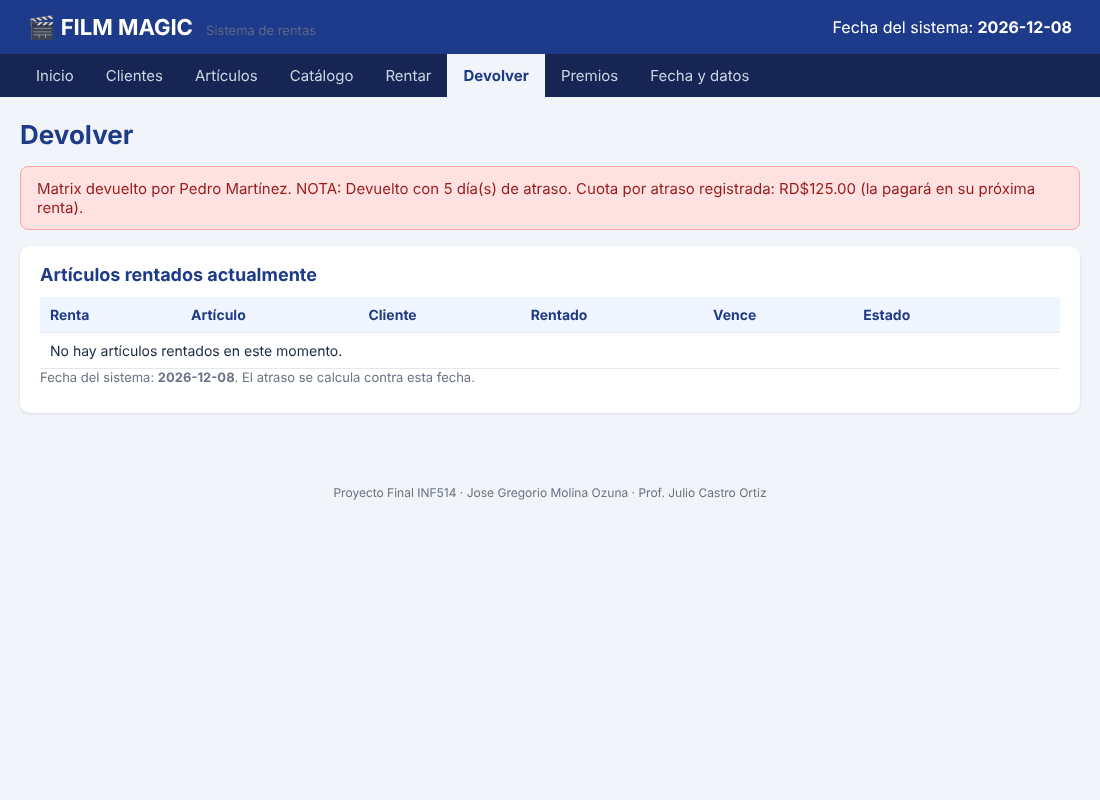 🎬 FILM MAGIC Sistema de rentas Fecha del sistema: 2026-12-08
Inicio Clientes Artículos Catálogo Rentar Devolver Premios Fecha y datos
Devolver
Matrix devuelto por Pedro Martínez. NOTA: Devuelto con 5 día(s) de atraso. Cuota por atraso registrada: RD$125.00 (la pagará en su próxima
renta).
Artículos rentados actualmente
Renta Artículo Cliente Rentado Vence Estado
No hay artículos rentados en este momento.
Fecha del sistema: 2026-12-08. El atraso se calcula contra esta fecha.
Proyecto Final INF514 · Jose Gregorio Molina Ozuna · Prof. Julio Castro Ortiz